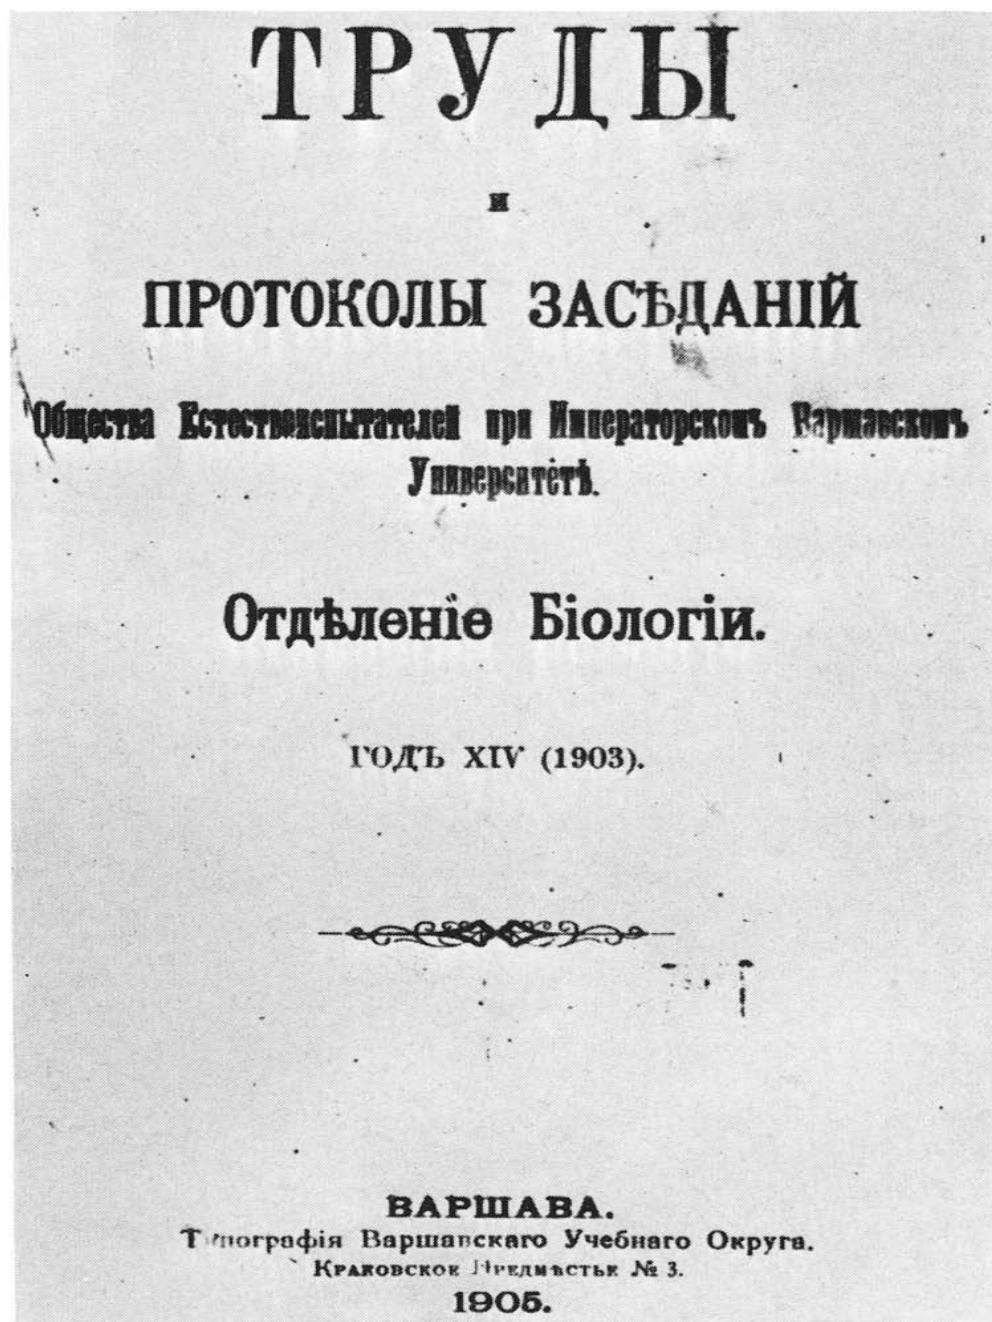 ТРУДЫ
и
ПРОТОКОЛЫ ЗАСѢДАНІЙ
Общества Естествоиспытателей при Императорскомъ Варшавскомъ
Университетѣ.
Отдѣленіе Біологіи.
ГОДЪ XIV (1903).
ВАРШАВА.
Типографія Варшавскаго Учебнаго Округа.
Краковское Предмѣстье № 3.
1905.